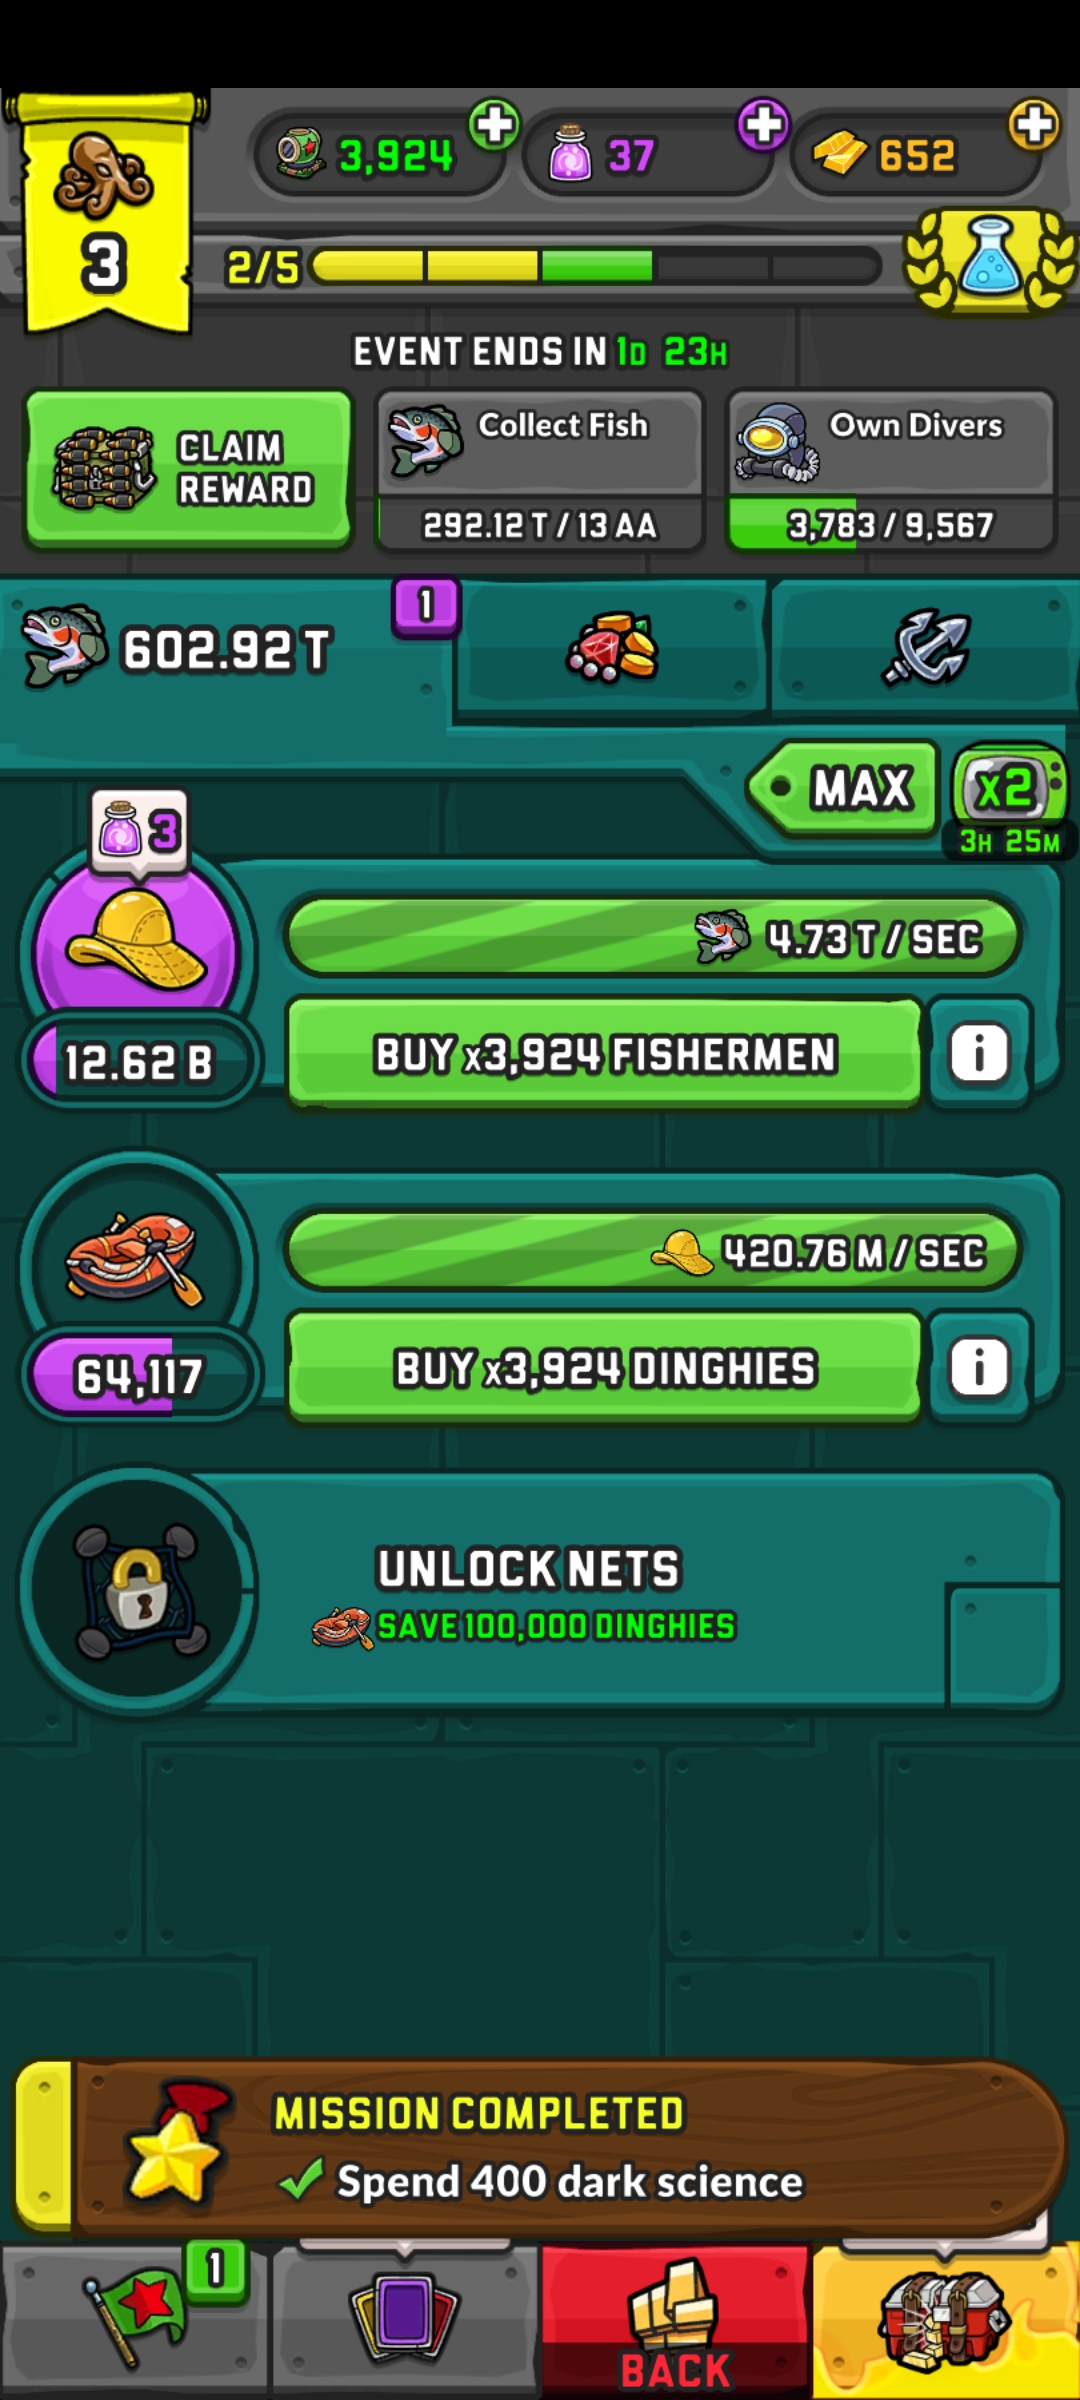 3,924
37
652
3
2/5
EVENT ENDS IN 1D 23H
CLAIM
REWARD
Collect Fish
292.12 T / 13 AA
Own Divers
3,783 / 9,567
602.92 T
1
MAX
x2
3H 25M
3
4.73 T / SEC
12.62 B
BUY x3,924 FISHERMEN
i
420.76 M / SEC
64,117
BUY x3,924 DINGHIES
i
UNLOCK NETS
SAVE 100,000 DINGHIES
MISSION COMPLETED
Spend 400 dark science
1
BACK